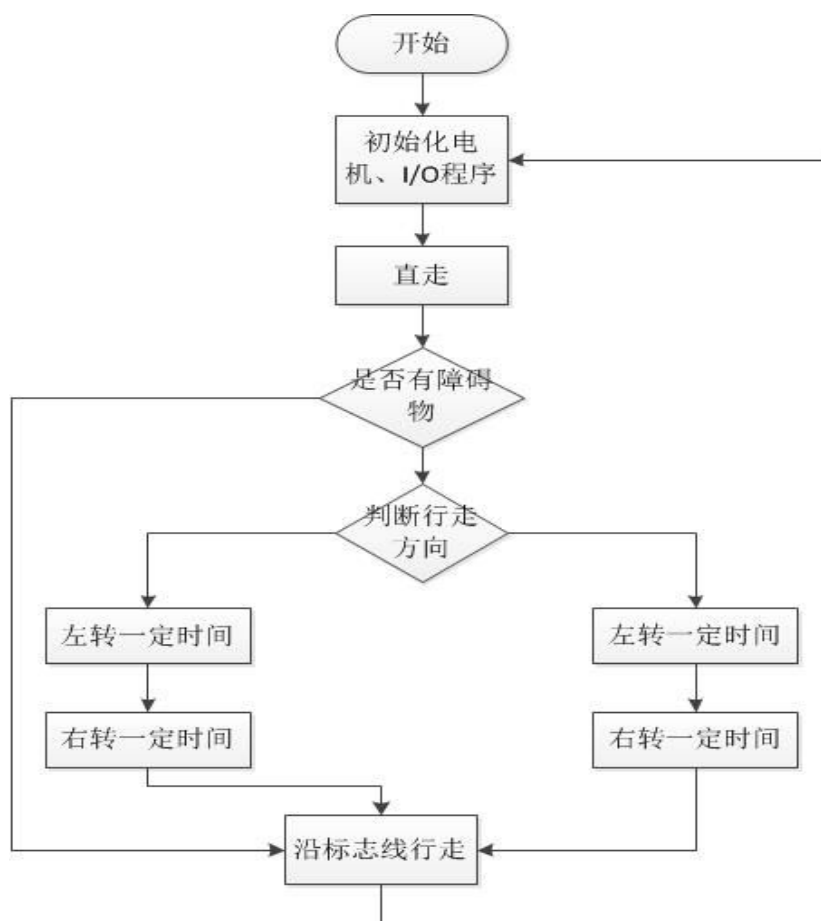 开始
初始化电
机、I/O程序
直走
是否有障碍
物
判断行走
方向
左转一定时间
左转一定时间
右转一定时间
右转一定时间
沿标志线行走